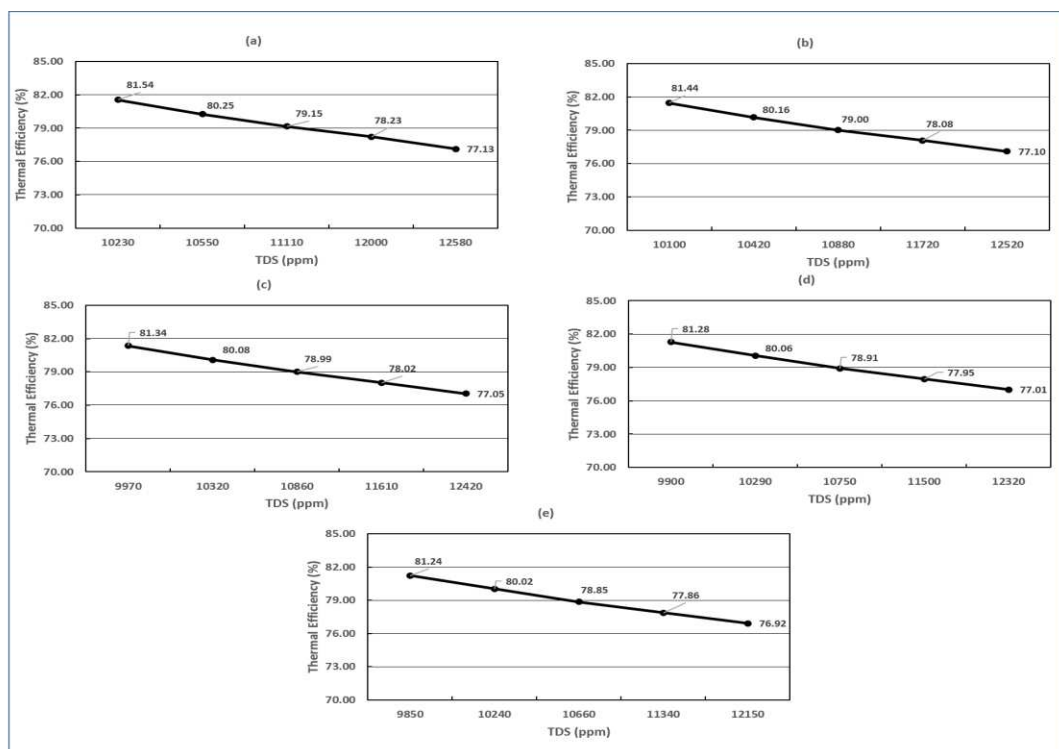 (a)
85.00
82.00
79.00
76.00
73.00
70.00
Thermal Efficiency (%)
81.54
80.25
79.15
78.23
77.13
10230 10550 11110 12000 12580
TDS (ppm)
(b)
85.00
82.00
79.00
76.00
73.00
70.00
Thermal Efficiency (%)
81.44
80.16
79.00
78.08
77.10
10100 10420 10880 11720 12520
TDS (ppm)
(c)
85.00
82.00
79.00
76.00
73.00
70.00
Thermal Efficiency (%)
81.34
80.08
78.99
78.02
77.05
9970 10320 10860 11610 12420
TDS (ppm)
(d)
85.00
82.00
79.00
76.00
73.00
70.00
Thermal Efficiency (%)
81.28
80.06
78.91
77.95
77.01
9900 10290 10750 11500 12320
TDS (ppm)
(e)
85.00
82.00
79.00
76.00
73.00
70.00
Thermal Efficiency (%)
81.24
80.02
78.85
77.86
76.92
9850 10240 10660 11340 12150
TDS (ppm)